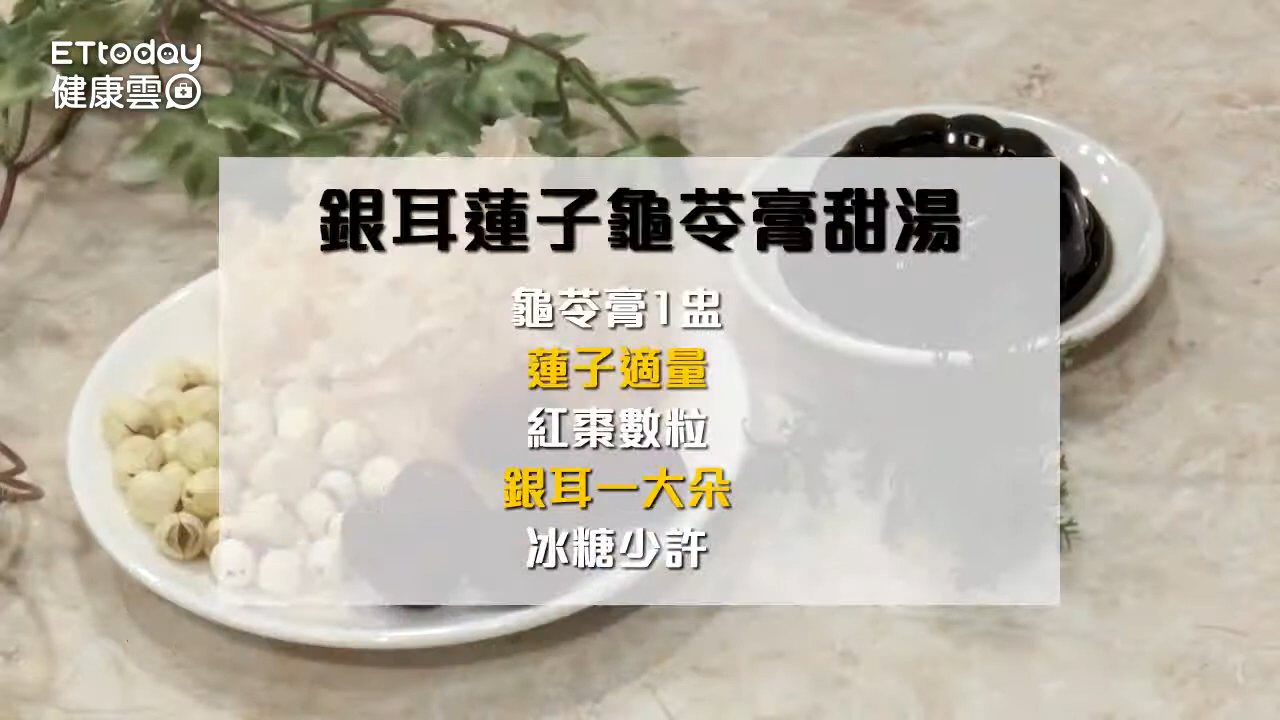 ETtoday
健康雲
銀耳蓮子龜苓膏甜湯
龜苓膏1盅
蓮子適量
紅棗數粒
銀耳一大朵
冰糖少許